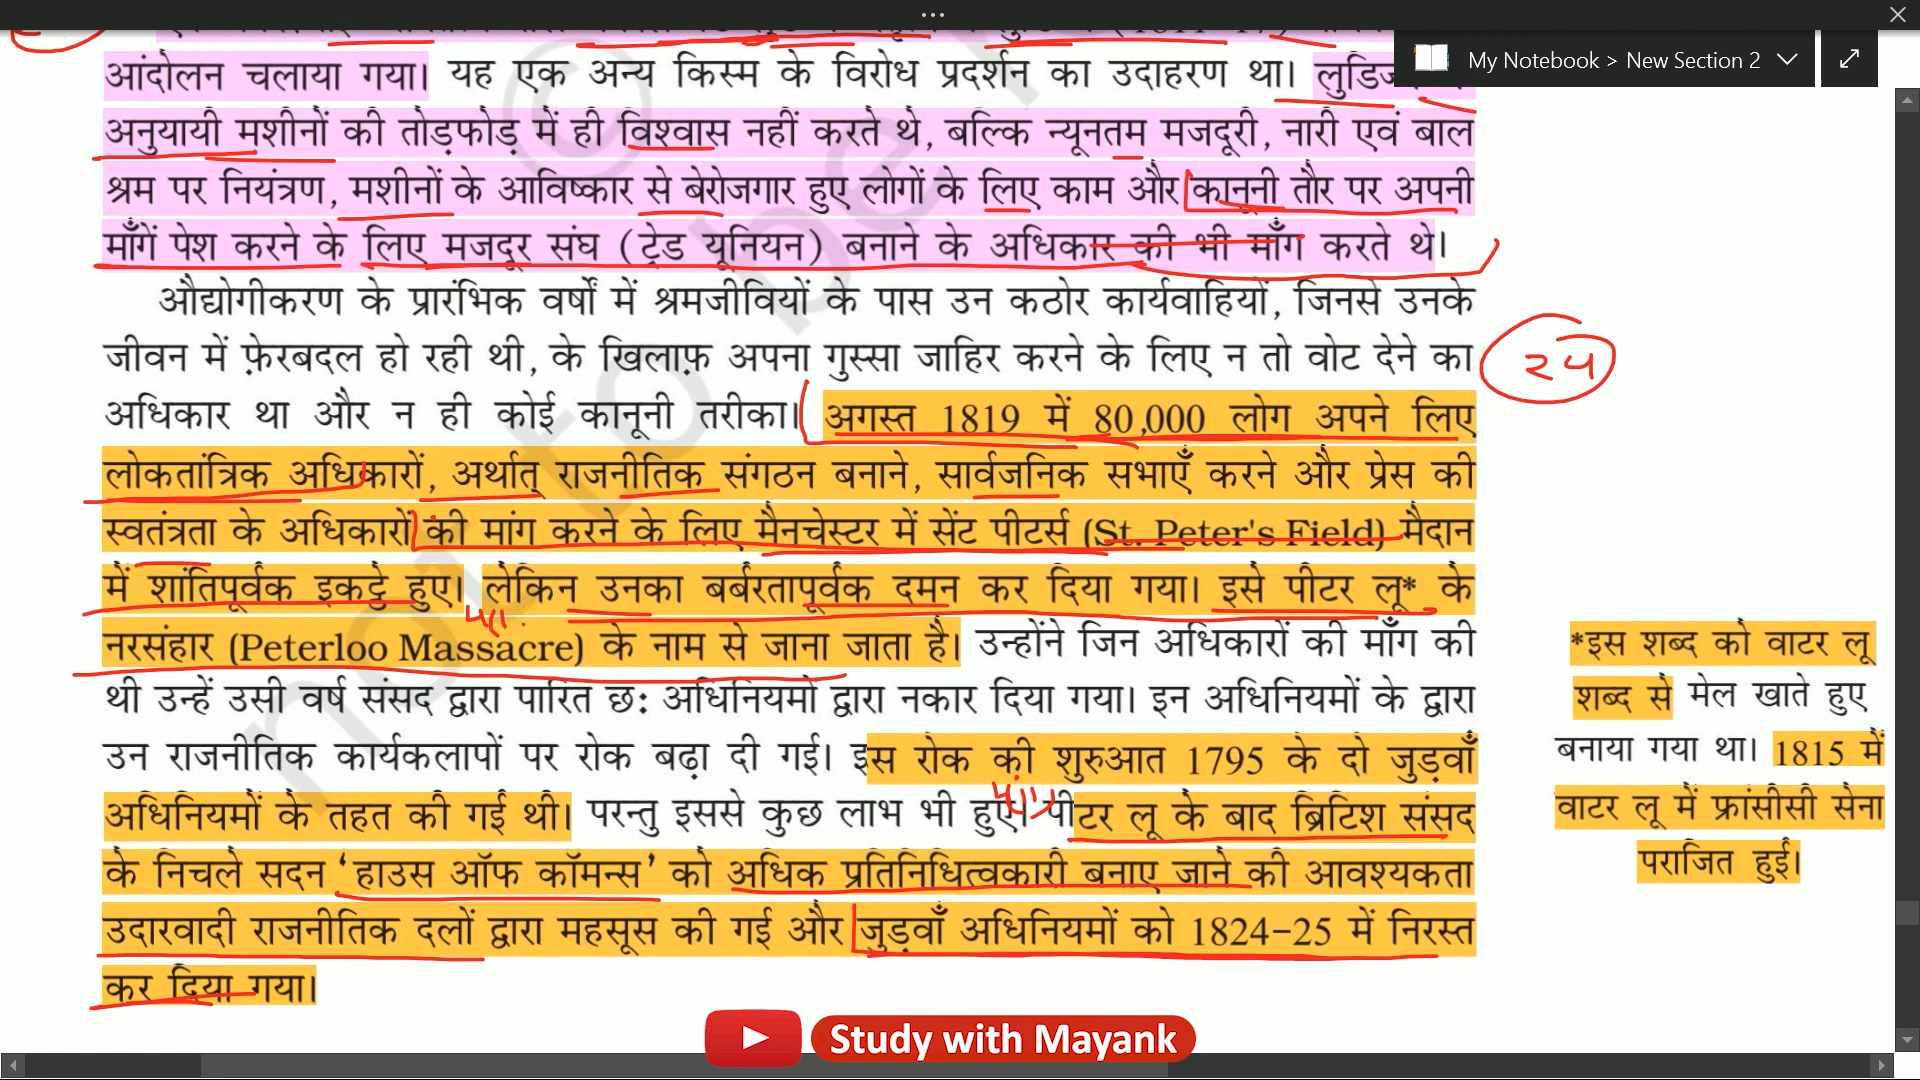 My Notebook > New Section 2
आंदोलन चलाया गया। यह एक अन्य किस्म के विरोध प्रदर्शन का उदाहरण था।
अनुयायी मशीनों की तोड़फोड़ में ही विश्वास नहीं करते थे, बल्कि न्यूनतम मजदूरी, नारी एवं बाल
श्रम पर नियंत्रण, मशीनों के आविष्कार से बेरोजगार हुए लोगों के लिए काम और कानूनी तौर पर अपनी
माँगें पेश करने के लिए मजदूर संघ (ट्रेड यूनियन) बनाने के अधिकार की भी माँग करते थे।
औद्योगीकरण के प्रारंभिक वर्षों में श्रमजीवियों के पास उन कठोर कार्यवाहियों, जिनसे उनके
जीवन में फ़ेरबदल हो रही थी, के खिलाफ़ अपना गुस्सा जाहिर करने के लिए न तो वोट देने का
२५
अधिकार था और न ही कोई कानूनी तरीका। अगस्त 1819 में 80,000 लोग अपने लिए
लोकतांत्रिक अधिकारों, अर्थात् राजनीतिक संगठन बनाने, सार्वजनिक सभाएँ करने और प्रेस की
स्वतंत्रता के अधिकारों की मांग करने के लिए मैनचेस्टर में सेंट पीटर्स (St. Peter's Field) मैदान
में शांतिपूर्वक इकट्ठे हुए। लेकिन उनका बर्बरतापूर्वक दमन कर दिया गया। इसे पीटर लू* के
नरसंहार (Peterloo Massacre) के नाम से जाना जाता है। उन्होंने जिन अधिकारों की माँग की
थी उन्हें उसी वर्ष संसद द्वारा पारित छः अधिनियमों द्वारा नकार दिया गया। इन अधिनियमों के द्वारा
उन राजनीतिक कार्यकलापों पर रोक बढ़ा दी गई। इस रोक की शुरुआत 1795 के दो जुड़वाँ
अधिनियमों के तहत की गई थी। परन्तु इससे कुछ लाभ भी हुए। पीटर लू के बाद ब्रिटिश संसद
के निचले सदन ‘हाउस ऑफ कॉमन्स’ को अधिक प्रतिनिधित्वकारी बनाए जाने की आवश्यकता
उदारवादी राजनीतिक दलों द्वारा महसूस की गई और जुड़वाँ अधिनियमों को 1824-25 में निरस्त
कर दिया गया।
*इस शब्द को वाटर लू
शब्द से मेल खाते हुए
बनाया गया था। 1815 में
वाटर लू में फ्रांसीसी सेना
पराजित हुई।
Study with Mayank